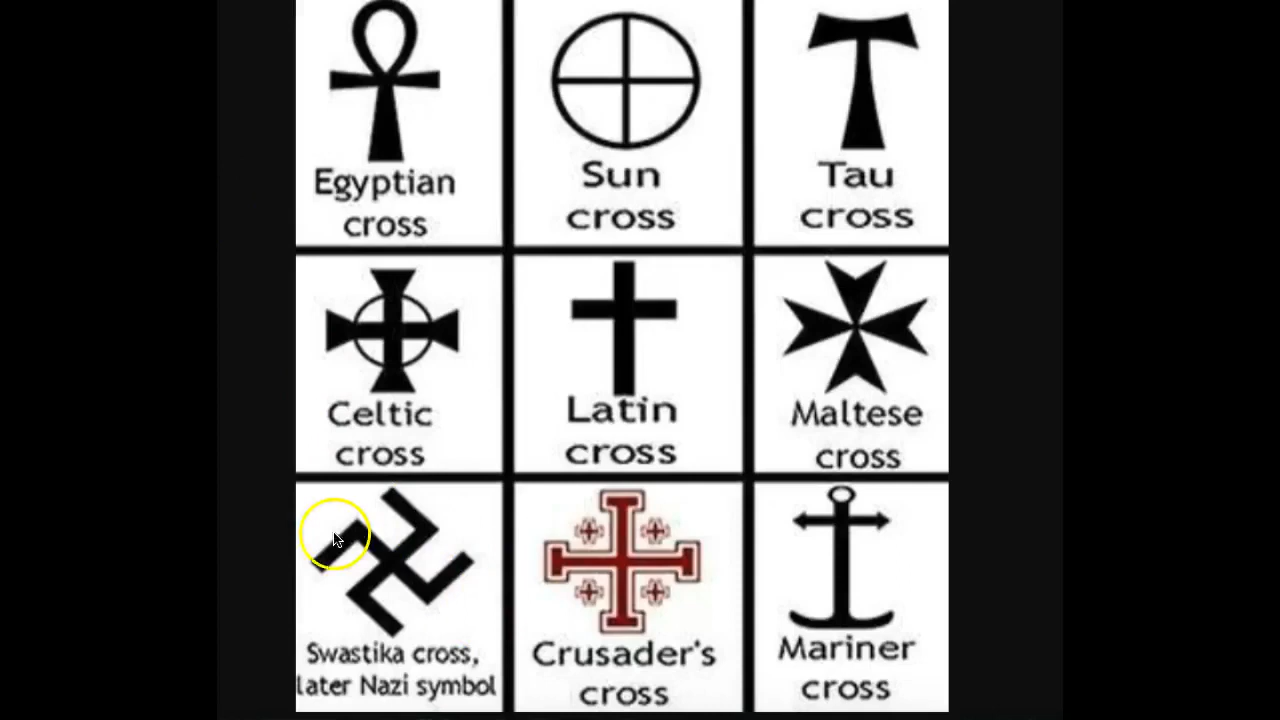 Egyptian
cross
Sun
cross
Tau
cross
Celtic
cross
Latin
cross
Maltese
cross
Swastika cross,
later Nazi symbol
Crusader's
cross
Mariner
cross